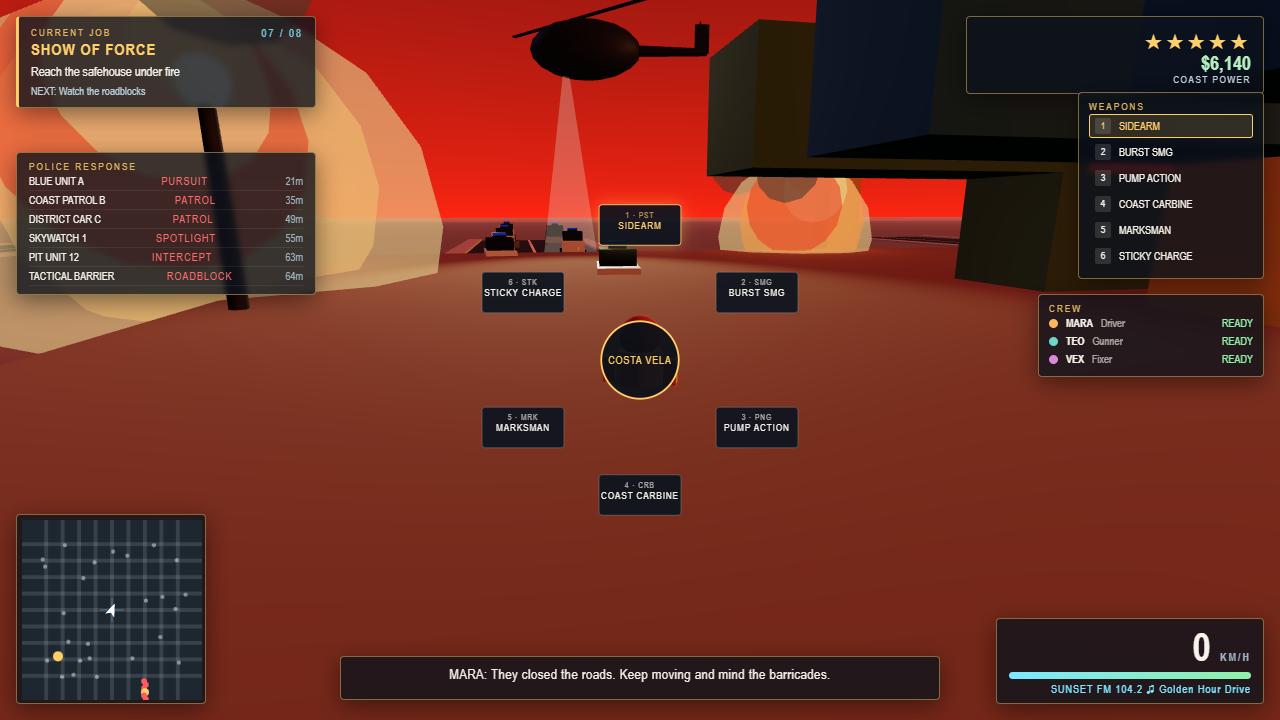 CURRENT JOB 07 / 08
SHOW OF FORCE
Reach the safehouse under fire
NEXT: Watch the roadblocks
★★★★★
$6,140
COAST POWER
WEAPONS
1 SIDEARM
2 BURST SMG
3 PUMP ACTION
4 COAST CARBINE
5 MARKSMAN
6 STICKY CHARGE
POLICE RESPONSE
BLUE UNIT A PURSUIT 21m
COAST PATROL B PATROL 35m
DISTRICT CAR C PATROL 49m
SKYWATCH 1 SPOTLIGHT 55m
PIT UNIT 12 INTERCEPT 63m
TACTICAL BARRIER ROADBLOCK 64m
1 · PST
SIDEARM
6 · STK
STICKY CHARGE
2 · SMG
BURST SMG
COSTA VELA
5 · MRK
MARKSMAN
3 · PNG
PUMP ACTION
4 · CRB
COAST CARBINE
CREW
MARA Driver READY
TEO Gunner READY
VEX Fixer READY
MARA: They closed the roads. Keep moving and mind the barricades.
0 KM/H
SUNSET FM 104.2 ♫ Golden Hour Drive